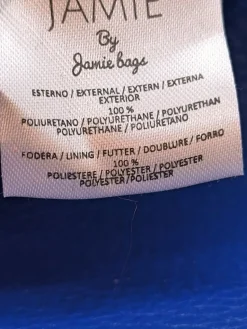 JAMIE
By
Jamie bags
ESTERNO / EXTERNAL / EXTERN / EXTERNA
EXTERIOR
100 %
POLIURETANO / POLYURETHANE / POLYURETHAN
POLYURETHANE / POLIURETANO
FODERA / LINING / FUTTER / DOUBLURE / FORRO
100 %
POLIESTERE / POLYESTER / POLYESTER
POLYESTER / POLIESTER